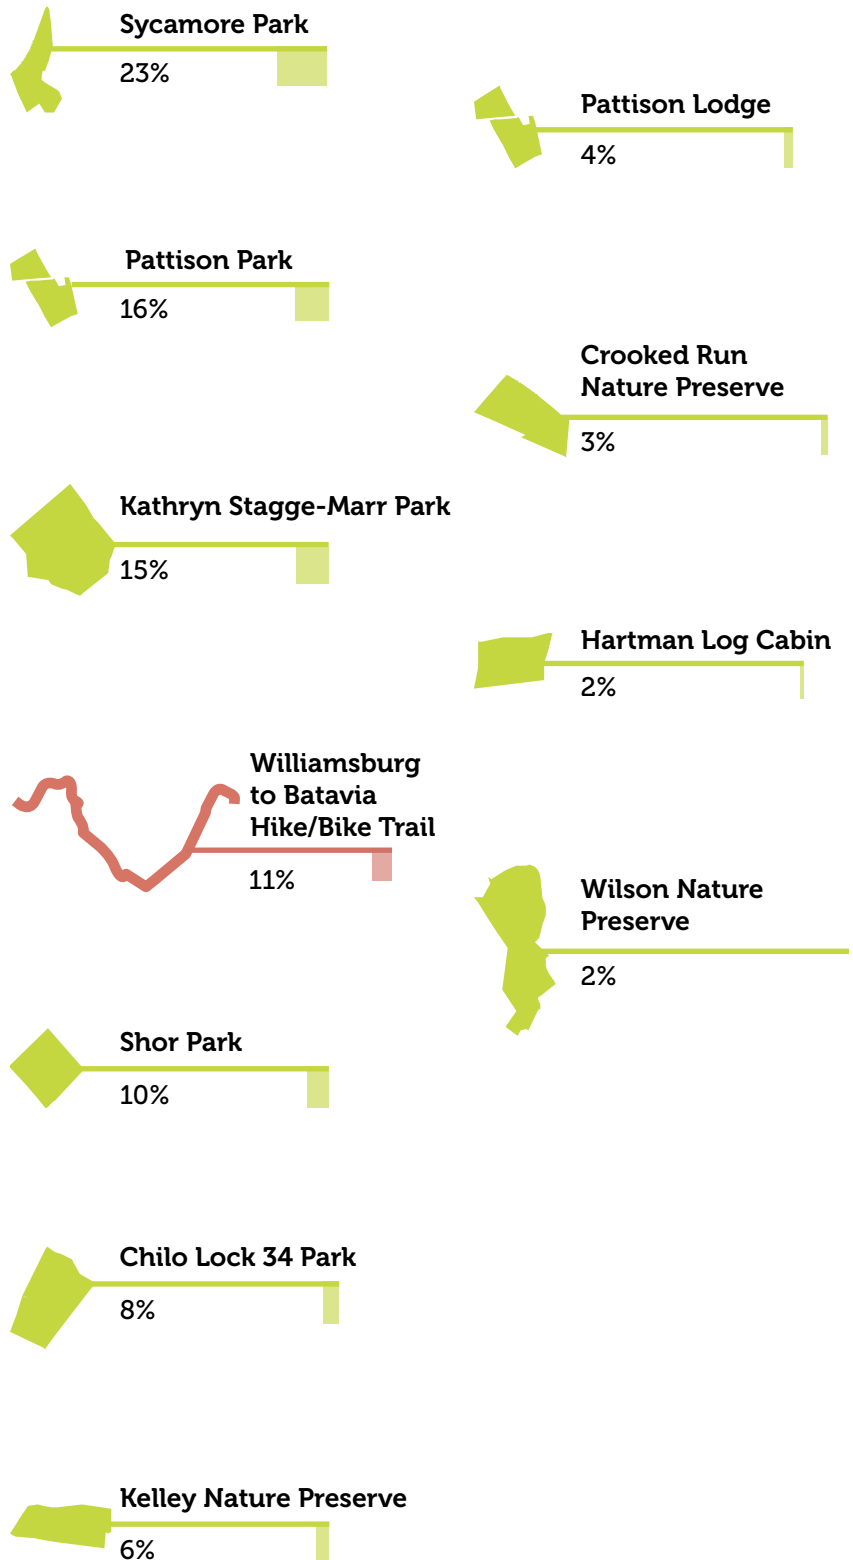 Sycamore Park
23%
Pattison Park
16%
Kathryn Stagge-Marr Park
15%
Williamsburg
to Batavia
Hike/Bike Trail
11%
Shor Park
10%
Chilo Lock 34 Park
8%
Kelley Nature Preserve
6%
Pattison Lodge
4%
Crooked Run
Nature Preserve
3%
Hartman Log Cabin
2%
Wilson Nature
Preserve
2%